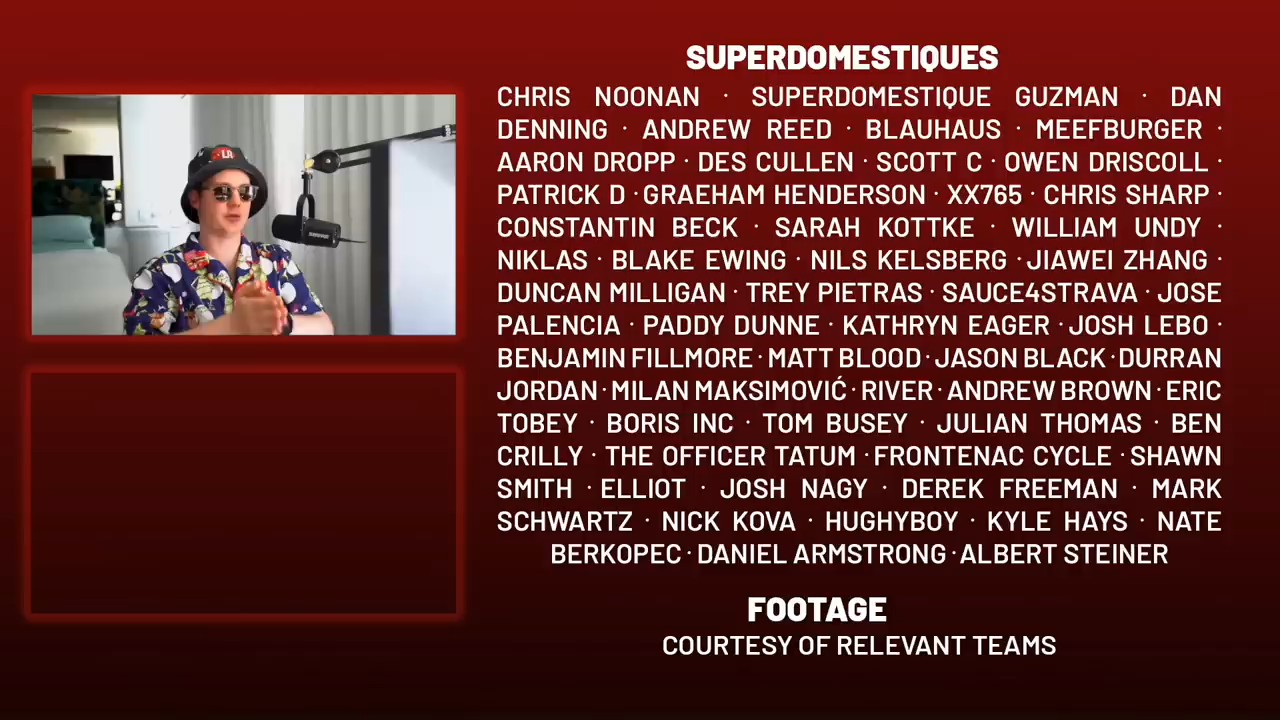 SUPERDOMESTIQUES
CHRIS NOONAN · SUPERDOMESTIQUE GUZMAN · DAN
DENNING · ANDREW REED · BLAUHAUS · MEEFBURGER ·
AARON DROPP · DES CULLEN · SCOTT C · OWEN DRISCOLL ·
PATRICK D · GRAEHAM HENDERSON · XX765 · CHRIS SHARP ·
CONSTANTIN BECK · SARAH KOTTKE · WILLIAM UNDY ·
NIKLAS · BLAKE EWING · NILS KELSBERG · JIAWEI ZHANG ·
DUNCAN MILLIGAN · TREY PIETRAS · SAUCE4STRAVA · JOSE
PALENCIA · PADDY DUNNE · KATHRYN EAGER · JOSH LEBO ·
BENJAMIN FILLMORE · MATT BLOOD · JASON BLACK · DURRAN
JORDAN · MILAN MAKSIMOVIĆ · RIVER · ANDREW BROWN · ERIC
TOBEY · BORIS INC · TOM BUSEY · JULIAN THOMAS · BEN
CRILLY · THE OFFICER TATUM · FRONTENAC CYCLE · SHAWN
SMITH · ELLIOT · JOSH NAGY · DEREK FREEMAN · MARK
SCHWARTZ · NICK KOVA · HUGHYBOY · KYLE HAYS · NATE
BERKOPEC · DANIEL ARMSTRONG · ALBERT STEINER
FOOTAGE
COURTESY OF RELEVANT TEAMS
LR